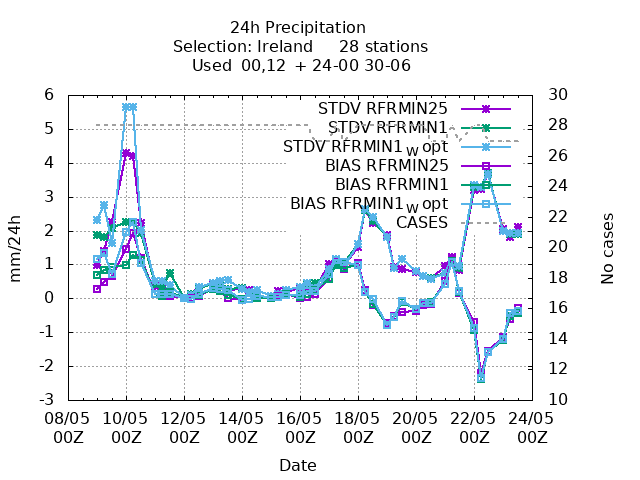 24h Precipitation
Selection: Ireland 28 stations
Used 00,12 + 24-00 30-06
6 30
5 28
4 26
3 24
2 22
1 20
0 18
-1 16
-2 14
-3 12
10
STDV RFRMIN25
STDV RFRMIN1
STDV RFRMIN1w opt
BIAS RFRMIN25
BIAS RFRMIN1
BIAS RFRMIN1w opt
CASES
mm/24h
No cases
08/05 10/05 12/05 14/05 16/05 18/05 20/05 22/05 24/05
00Z 00Z 00Z 00Z 00Z 00Z 00Z 00Z 00Z
Date